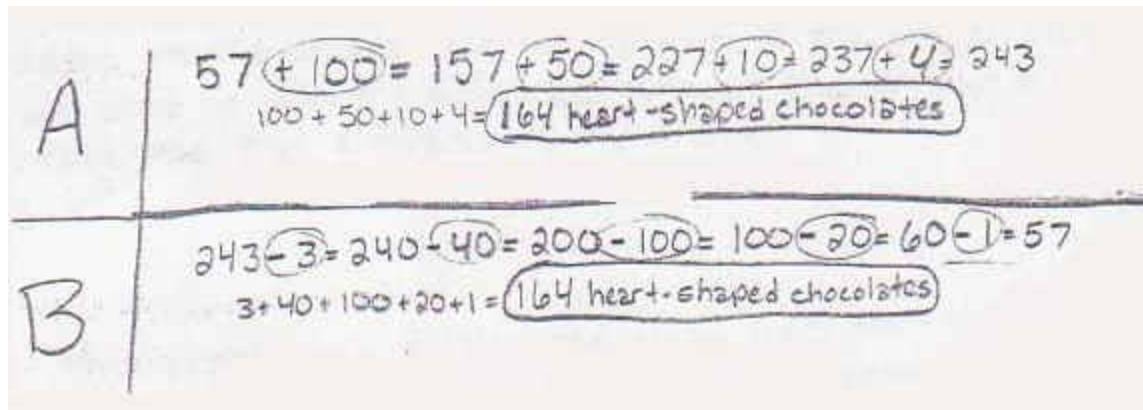 A
57 + 100 = 157 + 50 = 227 + 10 = 237 + 4 = 243
100 + 50 + 10 + 4 = 164 heart-shaped chocolates
B
243 - 3 = 240 - 40 = 200 - 100 = 100 - 20 = 60 - 1 = 57
3 + 40 + 100 + 20 + 1 = 164 heart-shaped chocolates